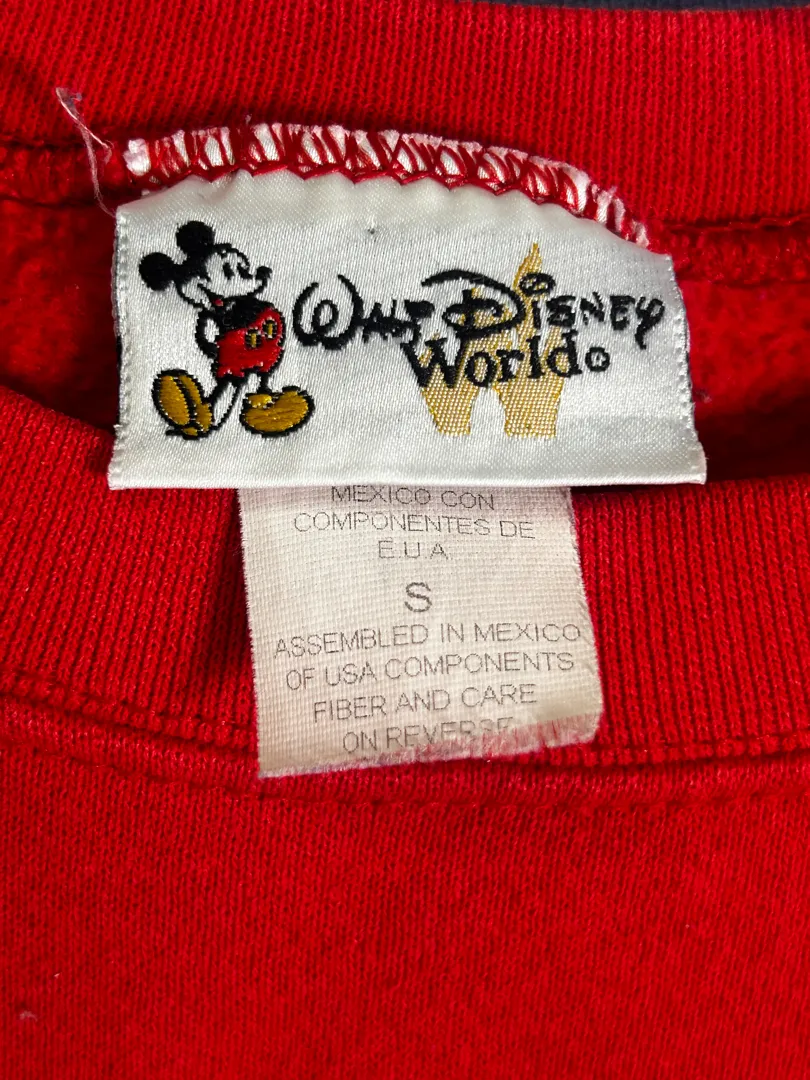 WALT DISNEY
World®
MEXICO CON
COMPONENTES DE
E.U.A
S
ASSEMBLED IN MEXICO
OF USA COMPONENTS
FIBER AND CARE
ON REVERSE